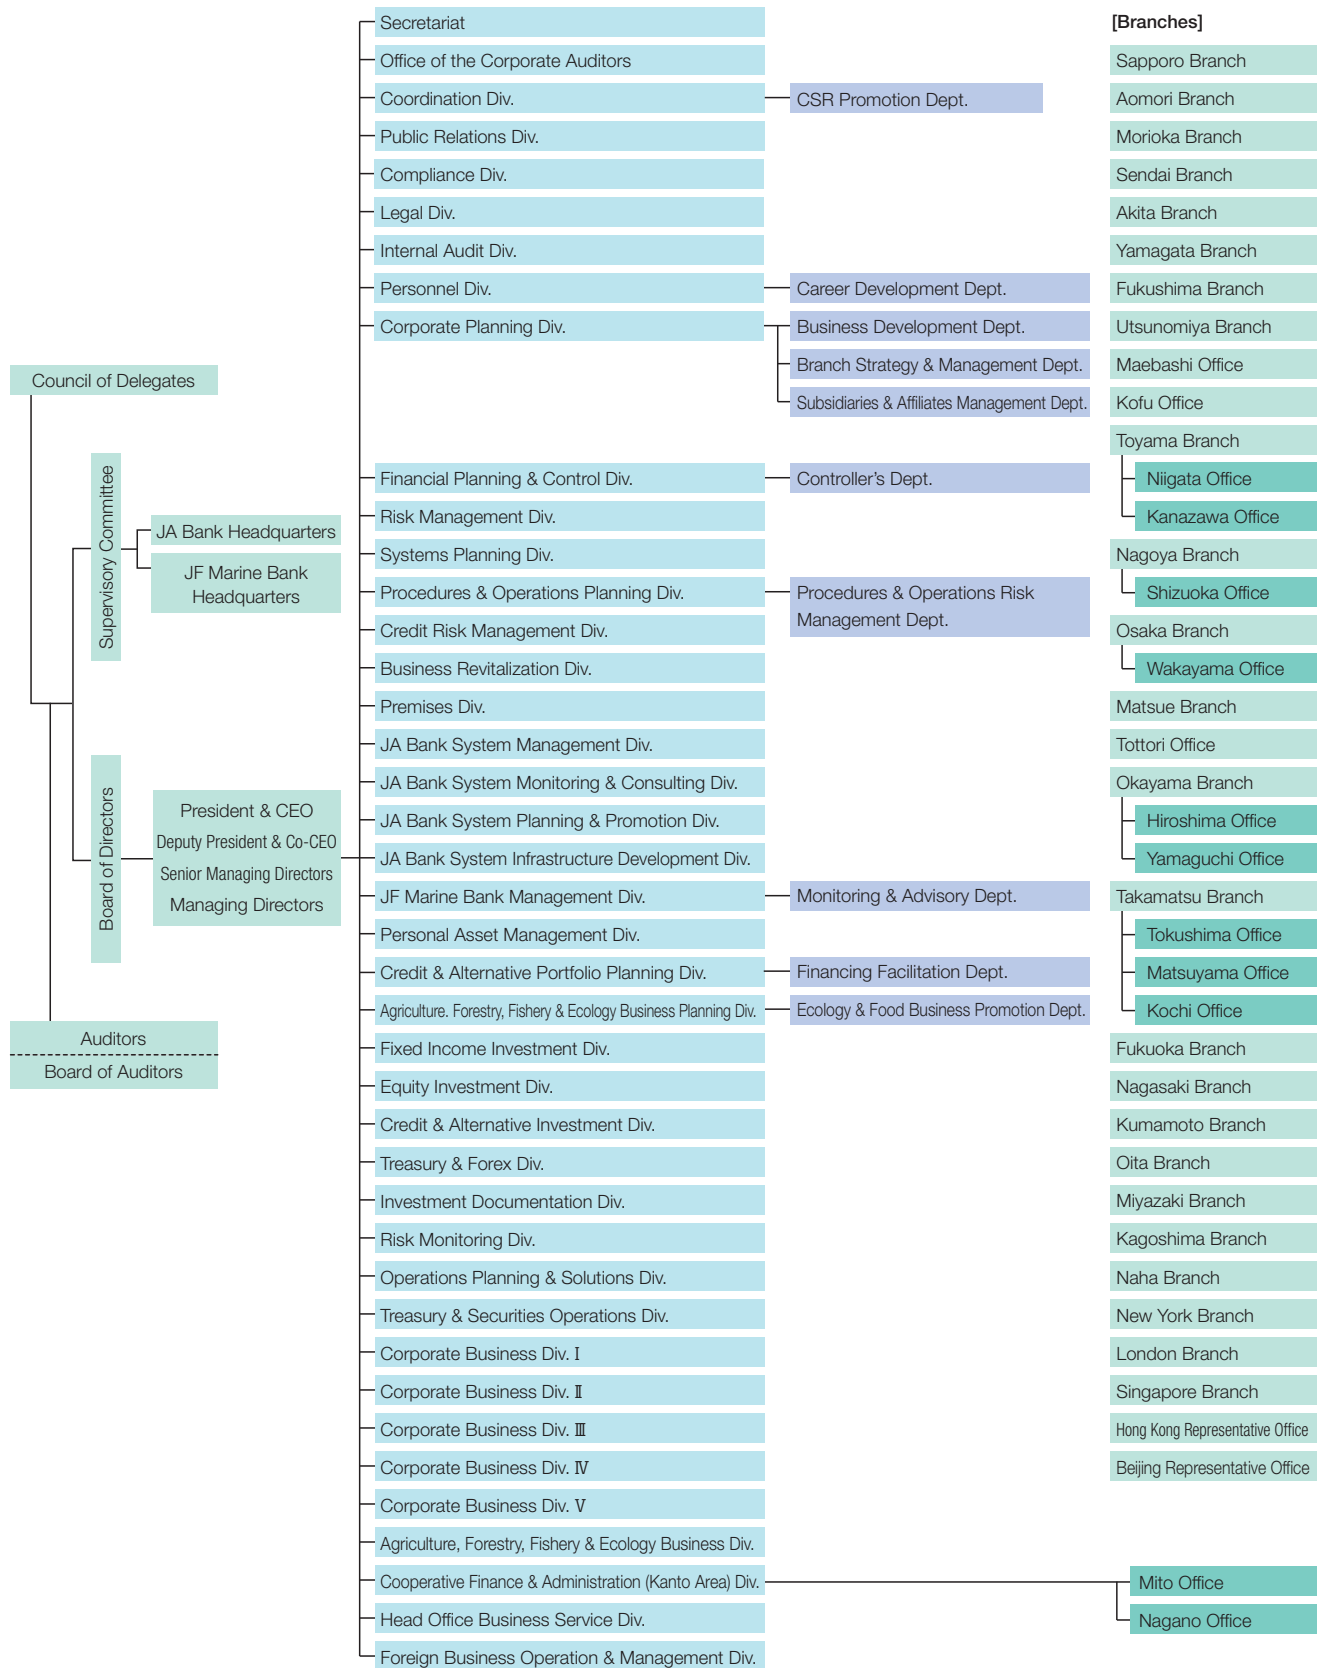 Council of Delegates
Supervisory Committee
JA Bank Headquarters
JF Marine Bank
Headquarters
Board of Directors
President & CEO
Deputy President & Co-CEO
Senior Managing Directors
Managing Directors
Auditors
Board of Auditors
Secretariat
Office of the Corporate Auditors
Coordination Div.
CSR Promotion Dept.
Public Relations Div.
Compliance Div.
Legal Div.
Internal Audit Div.
Personnel Div.
Career Development Dept.
Corporate Planning Div.
Business Development Dept.
Branch Strategy & Management Dept.
Subsidiaries & Affiliates Management Dept.
Financial Planning & Control Div.
Controller's Dept.
Risk Management Div.
Systems Planning Div.
Procedures & Operations Planning Div.
Procedures & Operations Risk
Management Dept.
Credit Risk Management Div.
Business Revitalization Div.
Premises Div.
JA Bank System Management Div.
JA Bank System Monitoring & Consulting Div.
JA Bank System Planning & Promotion Div.
JA Bank System Infrastructure Development Div.
JF Marine Bank Management Div.
Monitoring & Advisory Dept.
Personal Asset Management Div.
Credit & Alternative Portfolio Planning Div.
Financing Facilitation Dept.
Agriculture. Forestry, Fishery & Ecology Business Planning Div.
Ecology & Food Business Promotion Dept.
Fixed Income Investment Div.
Equity Investment Div.
Credit & Alternative Investment Div.
Treasury & Forex Div.
Investment Documentation Div.
Risk Monitoring Div.
Operations Planning & Solutions Div.
Treasury & Securities Operations Div.
Corporate Business Div. Ⅰ
Corporate Business Div. Ⅱ
Corporate Business Div. Ⅲ
Corporate Business Div. Ⅳ
Corporate Business Div. Ⅴ
Agriculture, Forestry, Fishery & Ecology Business Div.
Cooperative Finance & Administration (Kanto Area) Div.
Head Office Business Service Div.
Foreign Business Operation & Management Div.
[Branches]
Sapporo Branch
Aomori Branch
Morioka Branch
Sendai Branch
Akita Branch
Yamagata Branch
Fukushima Branch
Utsunomiya Branch
Maebashi Office
Kofu Office
Toyama Branch
Niigata Office
Kanazawa Office
Nagoya Branch
Shizuoka Office
Osaka Branch
Wakayama Office
Matsue Branch
Tottori Office
Okayama Branch
Hiroshima Office
Yamaguchi Office
Takamatsu Branch
Tokushima Office
Matsuyama Office
Kochi Office
Fukuoka Branch
Nagasaki Branch
Kumamoto Branch
Oita Branch
Miyazaki Branch
Kagoshima Branch
Naha Branch
New York Branch
London Branch
Singapore Branch
Hong Kong Representative Office
Beijing Representative Office
Mito Office
Nagano Office